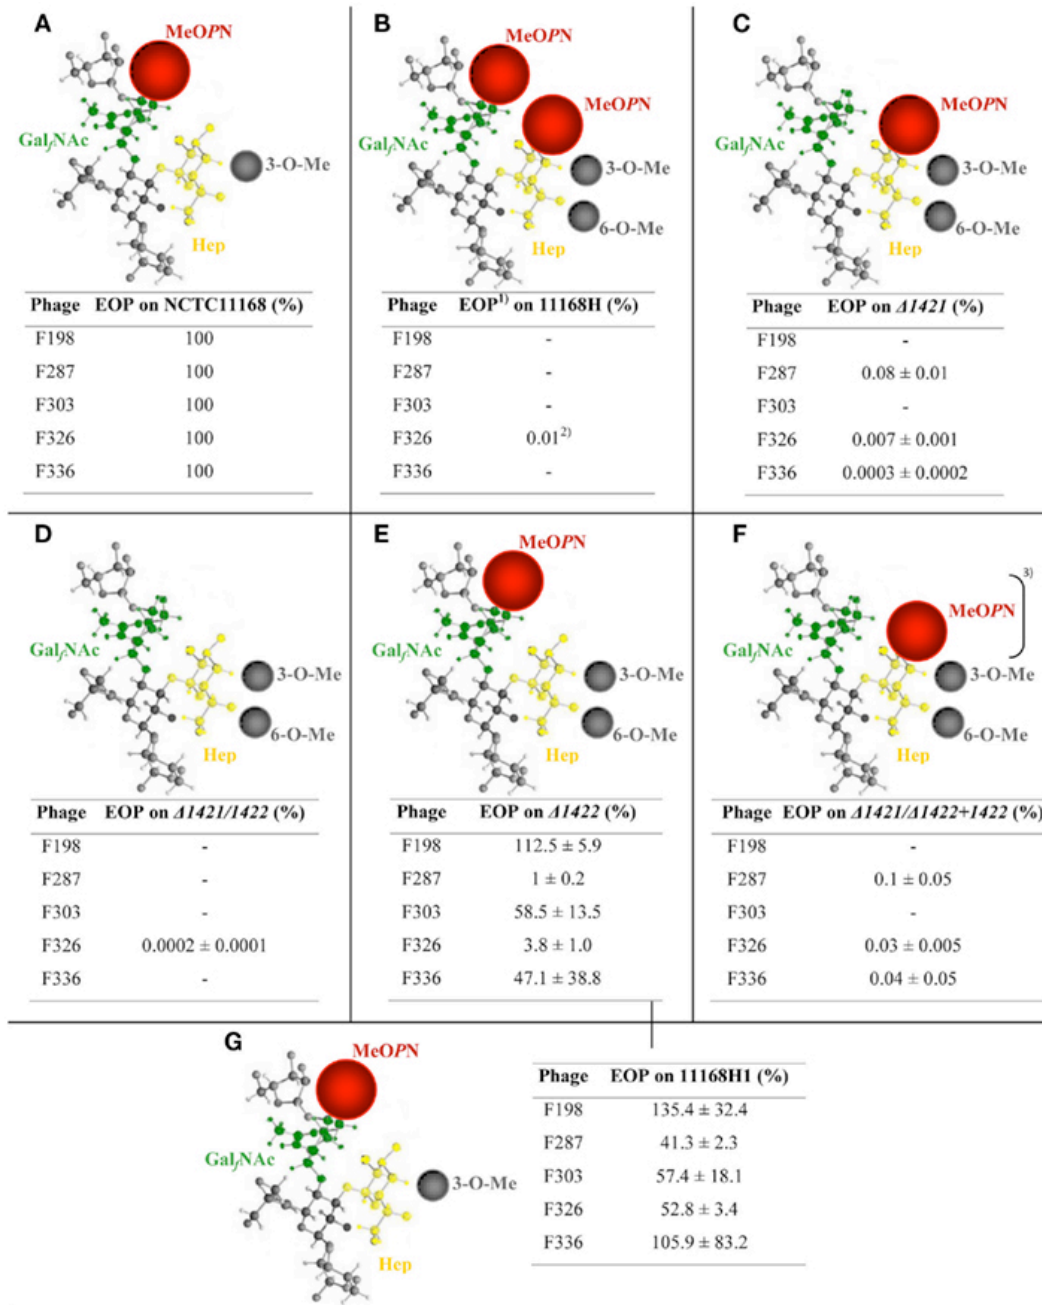 A
MeOPN
GalfNAc
3-O-Me
Hep
Phage EOP on NCTC11168 (%)
F198 100
F287 100
F303 100
F326 100
F336 100
B
MeOPN
MeOPN
GalfNAc
3-O-Me
6-O-Me
Hep
Phage EOP1) on 11168H (%)
F198 -
F287 -
F303 -
F326 0.012)
F336 -
C
MeOPN
GalfNAc
3-O-Me
6-O-Me
Hep
Phage EOP on Δ1421 (%)
F198 -
F287 0.08 ± 0.01
F303 -
F326 0.007 ± 0.001
F336 0.0003 ± 0.0002
D
GalfNAc
3-O-Me
6-O-Me
Hep
Phage EOP on Δ1421/1422 (%)
F198 -
F287 -
F303 -
F326 0.0002 ± 0.0001
F336 -
E
MeOPN
GalfNAc
3-O-Me
6-O-Me
Hep
Phage EOP on Δ1422 (%)
F198 112.5 ± 5.9
F287 1 ± 0.2
F303 58.5 ± 13.5
F326 3.8 ± 1.0
F336 47.1 ± 38.8
F
3)
MeOPN
GalfNAc
3-O-Me
6-O-Me
Hep
Phage EOP on Δ1421/Δ1422+1422 (%)
F198 -
F287 0.1 ± 0.05
F303 -
F326 0.03 ± 0.005
F336 0.04 ± 0.05
G
MeOPN
GalfNAc
3-O-Me
Hep
Phage EOP on 11168H1 (%)
F198 135.4 ± 32.4
F287 41.3 ± 2.3
F303 57.4 ± 18.1
F326 52.8 ± 3.4
F336 105.9 ± 83.2